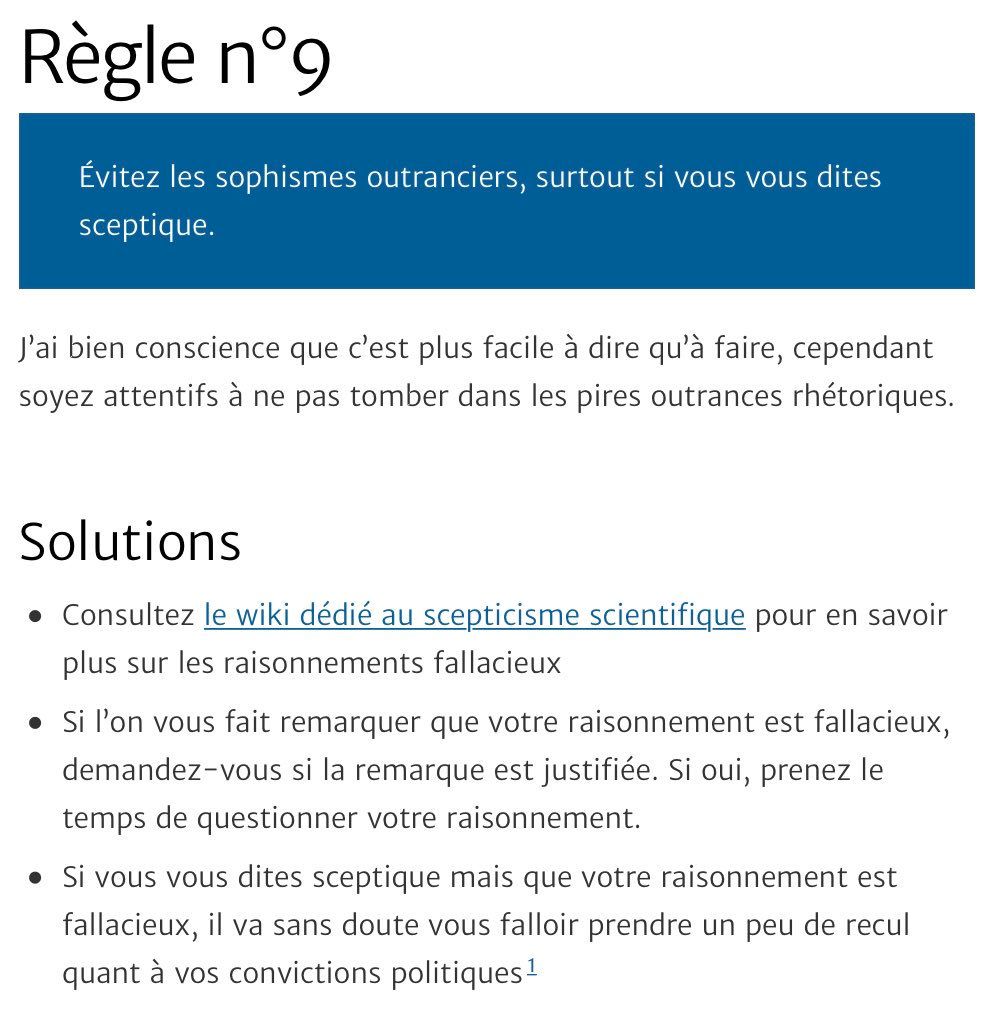 Règle n°9
Évitez les sophismes outranciers, surtout si vous vous dites
sceptique.
J’ai bien conscience que c’est plus facile à dire qu’à faire, cependant
soyez attentifs à ne pas tomber dans les pires outrances rhétoriques.
Solutions
• Consultez le wiki dédié au scepticisme scientifique pour en savoir
plus sur les raisonnements fallacieux
• Si l’on vous fait remarquer que votre raisonnement est fallacieux,
demandez-vous si la remarque est justifiée. Si oui, prenez le
temps de questionner votre raisonnement.
• Si vous vous dites sceptique mais que votre raisonnement est
fallacieux, il va sans doute vous falloir prendre un peu de recul
quant à vos convictions politiques1